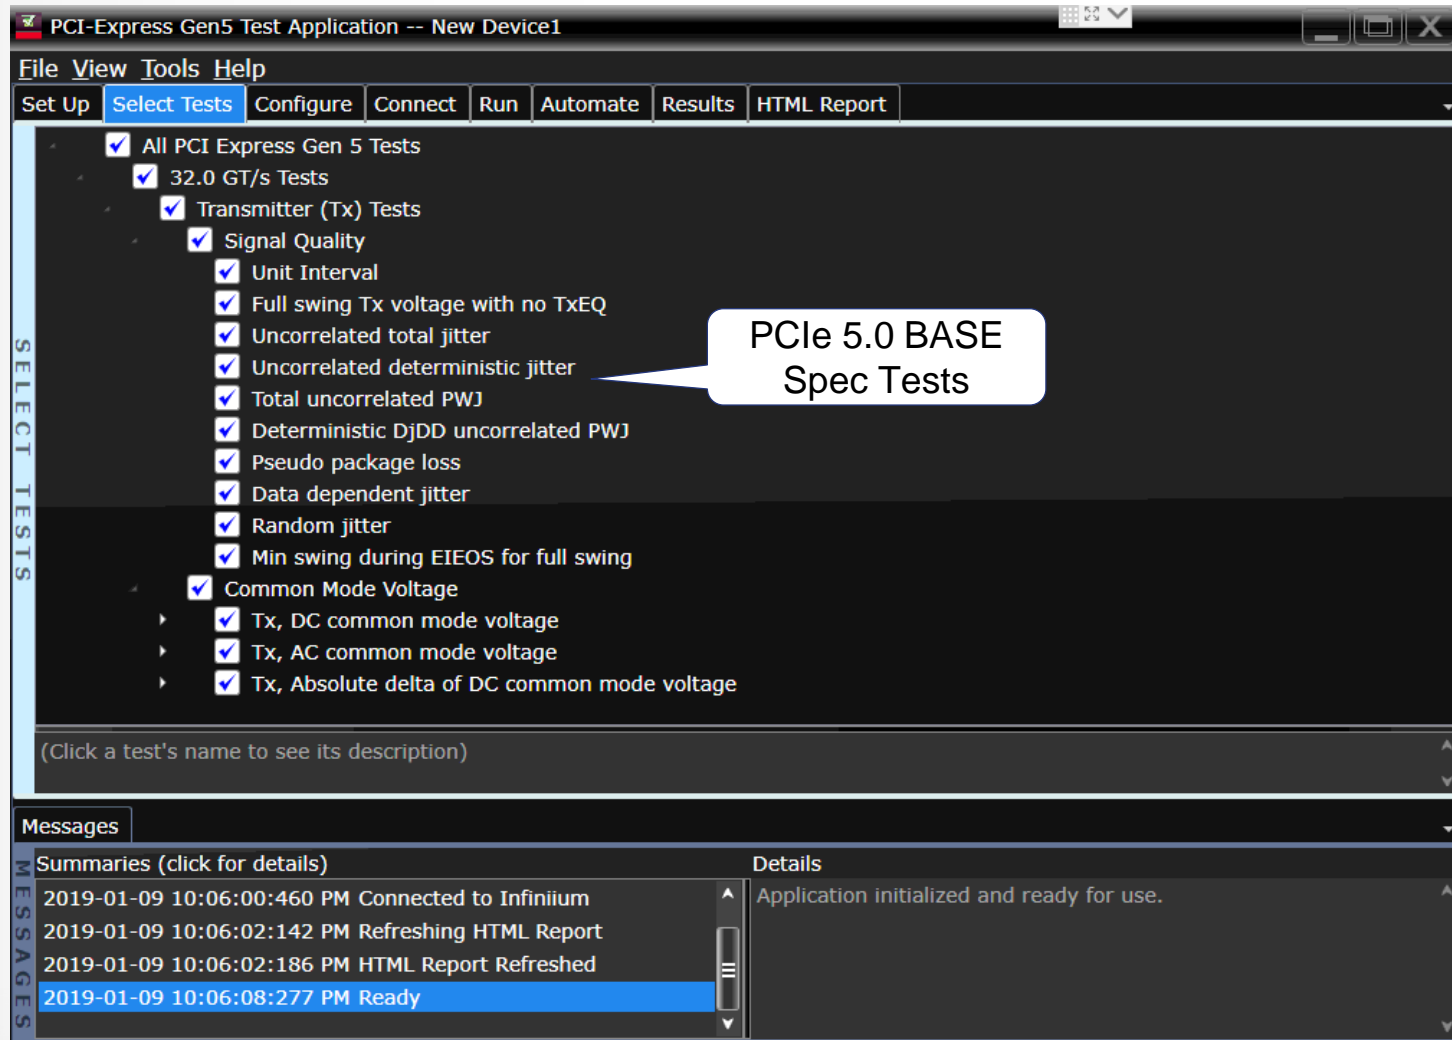 PCI-Express Gen5 Test Application -- New Device1
File View Tools Help
Set Up Select Tests Configure Connect Run Automate Results HTML Report
SELECT TESTS
All PCI Express Gen 5 Tests
32.0 GT/s Tests
Transmitter (Tx) Tests
Signal Quality
Unit Interval
Full swing Tx voltage with no TxEQ
Uncorrelated total jitter
Uncorrelated deterministic jitter
Total uncorrelated PWJ
Deterministic DjDD uncorrelated PWJ
Pseudo package loss
Data dependent jitter
Random jitter
Min swing during EIEOS for full swing
Common Mode Voltage
Tx, DC common mode voltage
Tx, AC common mode voltage
Tx, Absolute delta of DC common mode voltage
PCIe 5.0 BASE
Spec Tests
(Click a test's name to see its description)
Messages
MESSAGES
Summaries (click for details)
2019-01-09 10:06:00:460 PM Connected to Infiniium
2019-01-09 10:06:02:142 PM Refreshing HTML Report
2019-01-09 10:06:02:186 PM HTML Report Refreshed
2019-01-09 10:06:08:277 PM Ready
Details
Application initialized and ready for use.